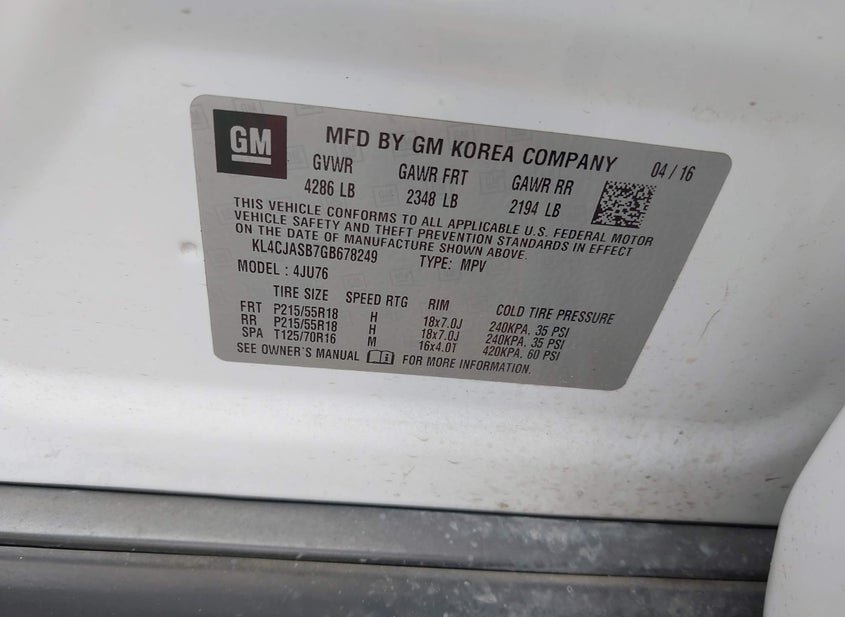 GM
MFD BY GM KOREA COMPANY 04/16
GVWR GAWR FRT GAWR RR
4286 LB 2348 LB 2194 LB
THIS VEHICLE CONFORMS TO ALL APPLICABLE U.S. FEDERAL MOTOR
VEHICLE SAFETY AND THEFT PREVENTION STANDARDS IN EFFECT
ON THE DATE OF MANUFACTURE SHOWN ABOVE.
KL4CJASB7GB678249 TYPE: MPV
MODEL : 4JU76
TIRE SIZE SPEED RTG RIM COLD TIRE PRESSURE
FRT P215/55R18 H 18x7.0J 240KPA. 35 PSI
RR P215/55R18 H 18x7.0J 240KPA. 35 PSI
SPA T125/70R16 M 16x4.0T 420KPA. 60 PSI
SEE OWNER'S MANUAL i FOR MORE INFORMATION.